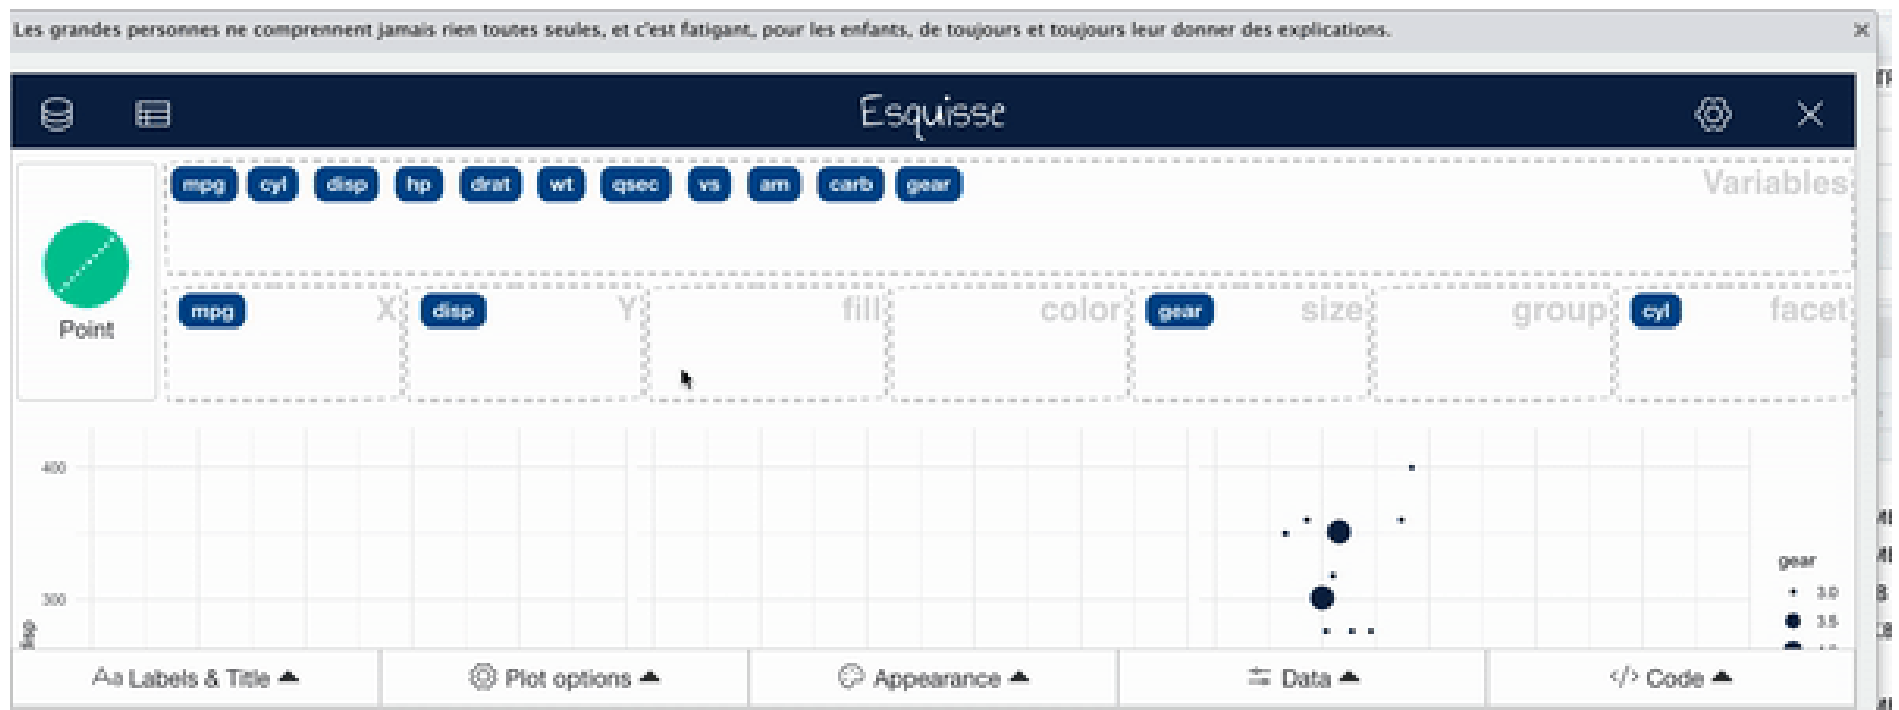 Les grandes personnes ne comprennent jamais rien toutes seules, et c'est fatigant, pour les enfants, de toujours et toujours leur donner des explications.
Esquisse
mpg cyl disp hp drat wt qsec vs am carb gear Variables
Point
mpg X disp Y fill color gear size group cyl facet
400
300
disp
gear
3.0
3.5
Aa Labels & Title Plot options Appearance Data </> Code